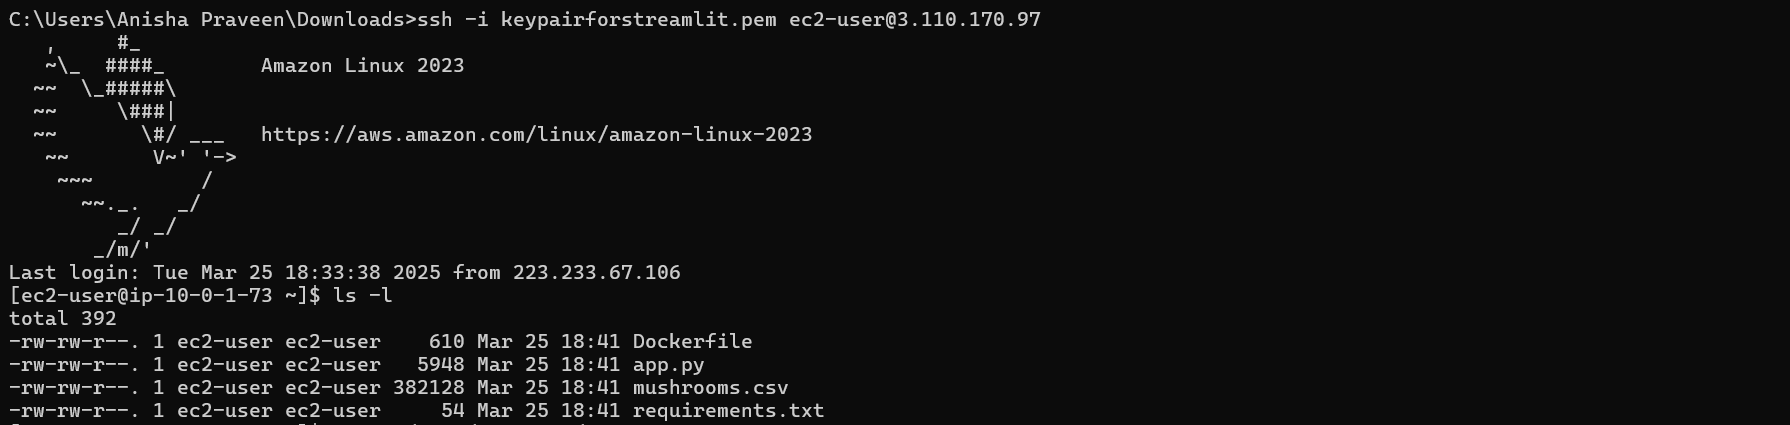 C:\Users\Anisha Praveen\Downloads>ssh -i keypairforstreamlit.pem ec2-user@3.110.170.97
   ,     #_
   ~\_  ####_        Amazon Linux 2023
  ~~  \_#####\
  ~~     \###|
  ~~       \#/ ___   https://aws.amazon.com/linux/amazon-linux-2023
   ~~       V~' '->
    ~~~         /
      ~~._.   _/
         _/ _/
       _/m/'
Last login: Tue Mar 25 18:33:38 2025 from 223.233.67.106
[ec2-user@ip-10-0-1-73 ~]$ ls -l
total 392
-rw-rw-r--. 1 ec2-user ec2-user    610 Mar 25 18:41 Dockerfile
-rw-rw-r--. 1 ec2-user ec2-user   5948 Mar 25 18:41 app.py
-rw-rw-r--. 1 ec2-user ec2-user 382128 Mar 25 18:41 mushrooms.csv
-rw-rw-r--. 1 ec2-user ec2-user     54 Mar 25 18:41 requirements.txt